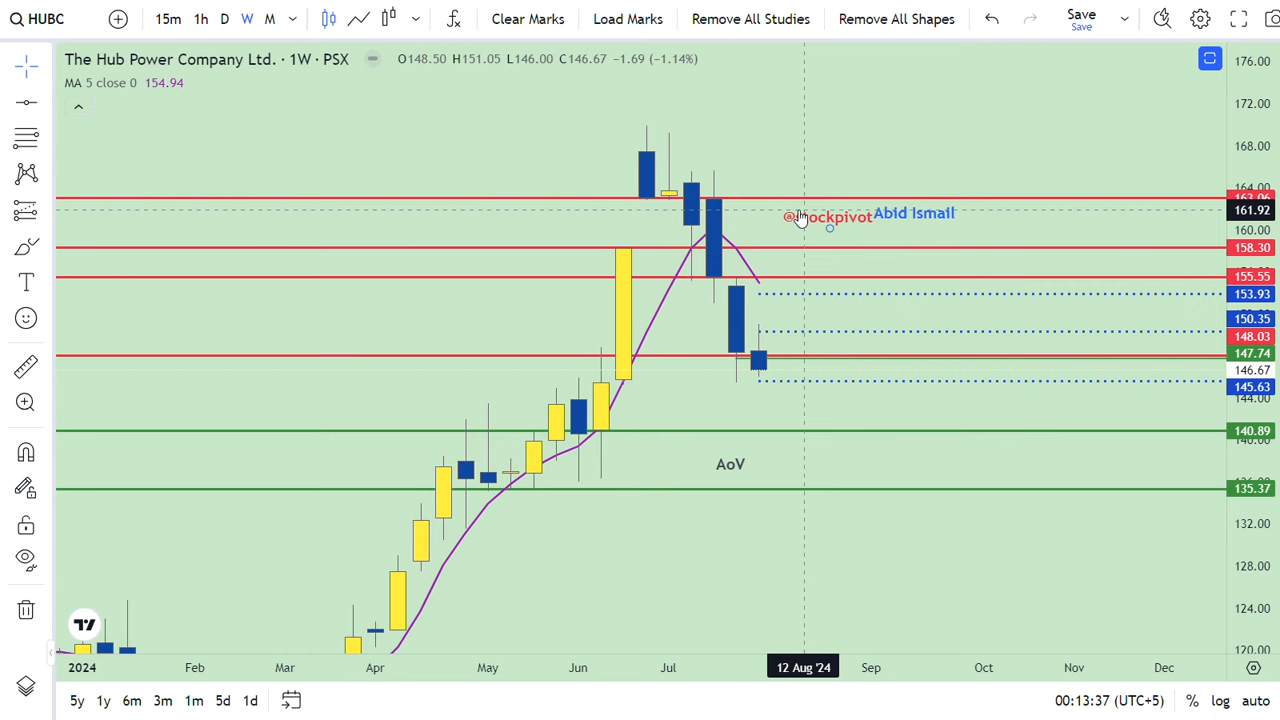 HUBC 15m 1h D W M Clear Marks Load Marks Remove All Studies Remove All Shapes Save
Save
The Hub Power Company Ltd. · 1W · PSX O148.50 H151.05 L146.00 C146.67 −1.69 (−1.14%)
MA 5 close 0 154.94
176.00
172.00
168.00
164.00
163.06
161.92
Abid Ismail
160.00
158.30
155.55
153.93
150.35
148.03
147.74
146.67
145.63
144.00
140.89
140.00
AoV
135.37
132.00
128.00
124.00
120.00
2024 Feb Mar Apr May Jun Jul 12 Aug '24 Sep Oct Nov Dec
5y 1y 6m 3m 1m 5d 1d 00:13:37 (UTC+5) % log auto